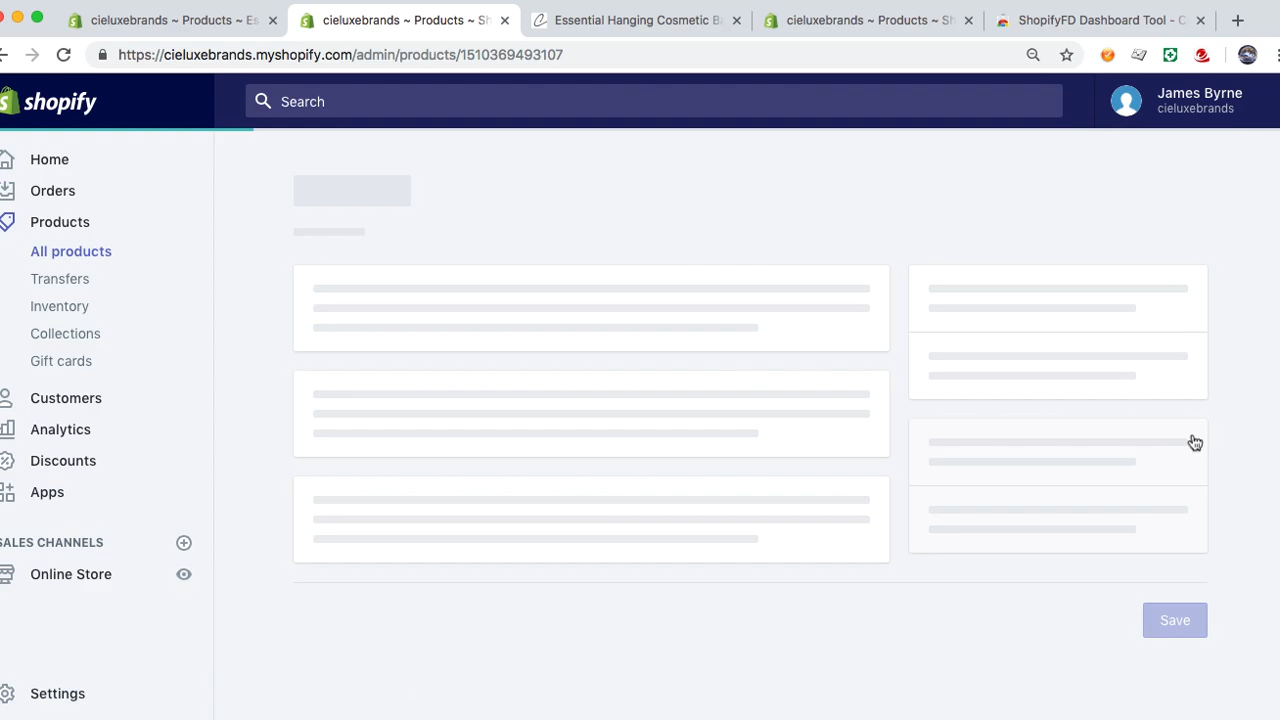 cieluxebrands ~ Products ~ Es
cieluxebrands ~ Products ~ Sh
Essential Hanging Cosmetic Ba
cieluxebrands ~ Products ~ Sh
ShopifyFD Dashboard Tool - C
https://cieluxebrands.myshopify.com/admin/products/1510369493107
shopify
Search
James Byrne
cieluxebrands
Home
Orders
Products
All products
Transfers
Inventory
Collections
Gift cards
Customers
Analytics
Discounts
Apps
SALES CHANNELS
Online Store
Settings
Save